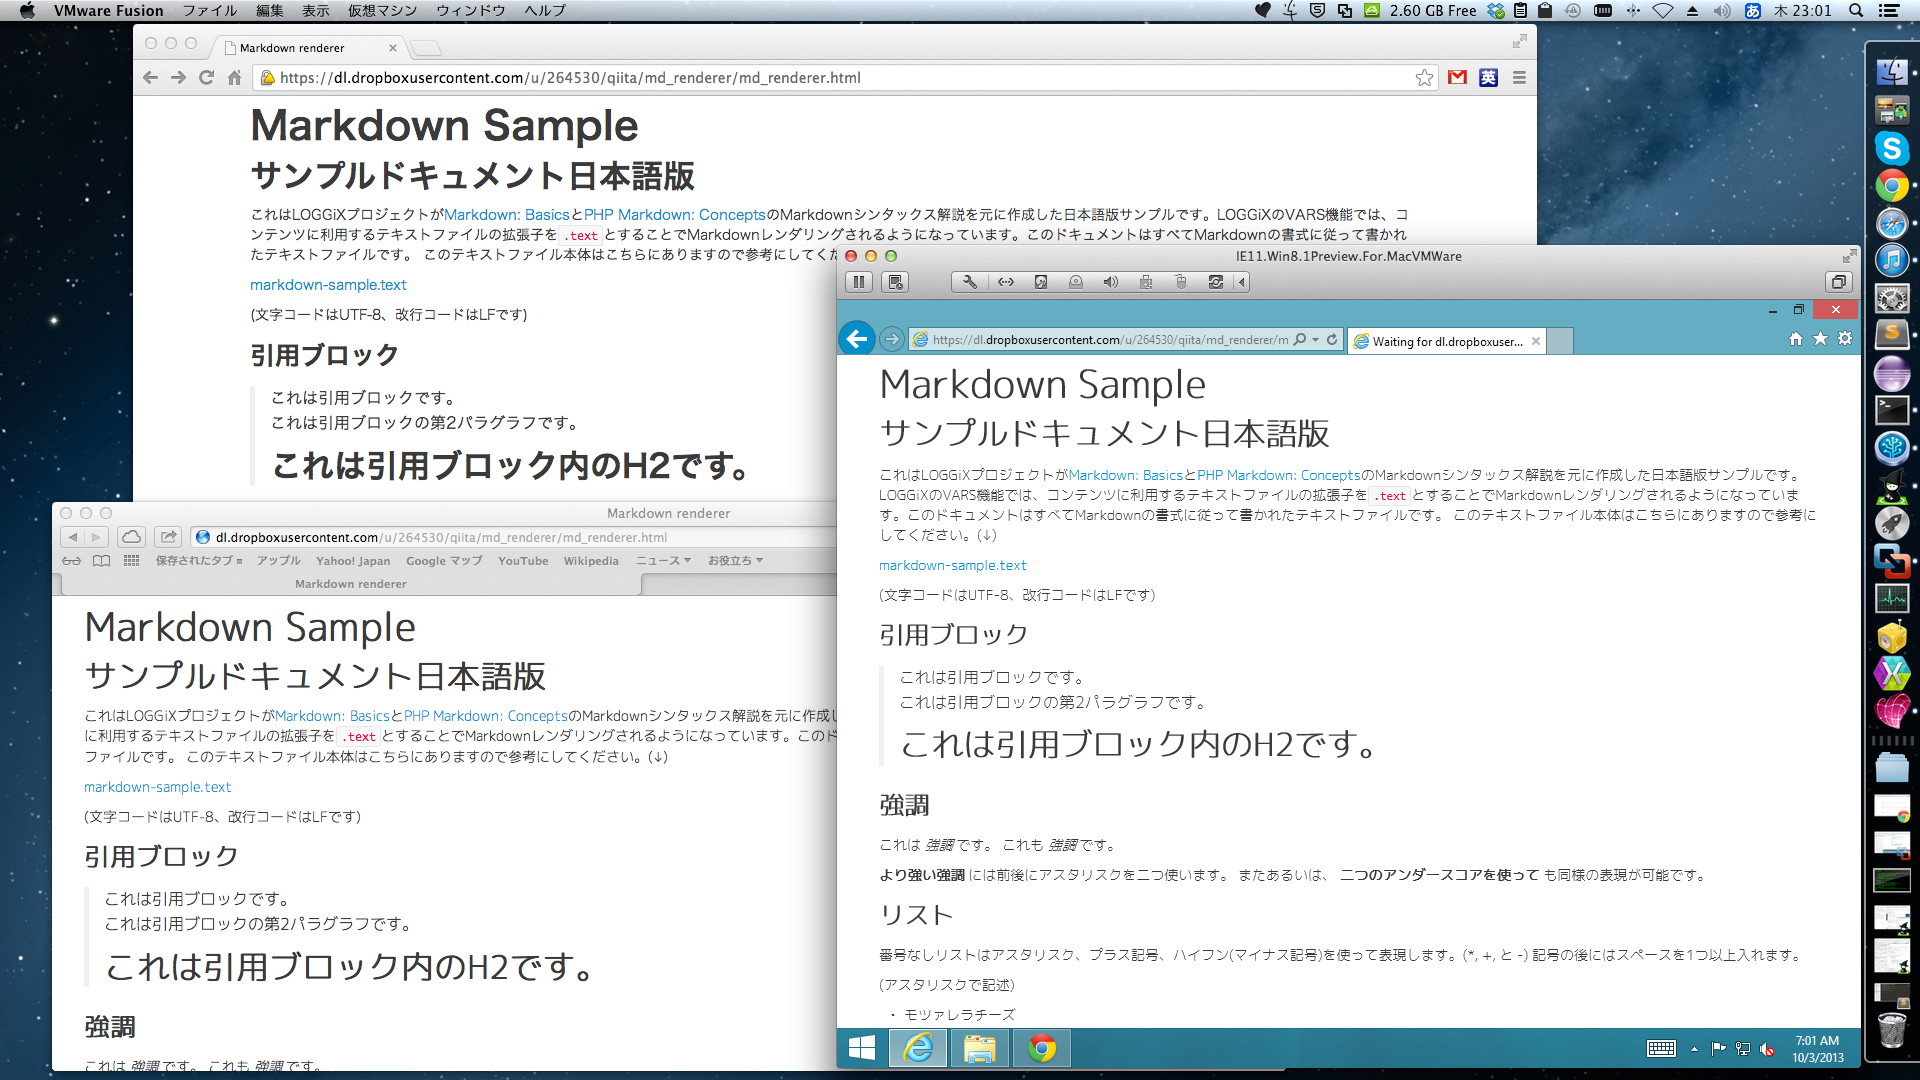 VMware Fusion ファイル 編集 表示 仮想マシン ウィンドウ ヘルプ
2.60 GB Free あ 木 23:01
Markdown renderer
https://dl.dropboxusercontent.com/u/264530/qiita/md_renderer/md_renderer.html
英
Markdown Sample
サンプルドキュメント日本語版
これはLOGGiXプロジェクトがMarkdown: BasicsとPHP Markdown: ConceptsのMarkdownシンタックス解説を元に作成した日本語版サンプルです。LOGGiXのVARS機能では、コ
ンテンツに利用するテキストファイルの拡張子を .text とすることでMarkdownレンダリングされるようになっています。このドキュメントはすべてMarkdownの書式に従って書かれ
たテキストファイルです。 このテキストファイル本体はこちらにありますので参考にしてくだ
markdown-sample.text
(文字コードはUTF-8、改行コードはLFです)
引用ブロック
これは引用ブロックです。
これは引用ブロックの第2パラグラフです。
これは引用ブロック内のH2です。
Markdown renderer
dl.dropboxusercontent.com/u/264530/qiita/md_renderer/md_renderer.html
保存されたタブ アップル Yahoo! Japan Google マップ YouTube Wikipedia ニュース お役立ち
Markdown renderer
Markdown Sample
サンプルドキュメント日本語版
これはLOGGiXプロジェクトがMarkdown: BasicsとPHP Markdown: ConceptsのMarkdownシンタックス解説を元に作成し
に利用するテキストファイルの拡張子を .text とすることでMarkdownレンダリングされるようになっています。このド
ファイルです。 このテキストファイル本体はこちらにありますので参考にしてください。(↓)
markdown-sample.text
(文字コードはUTF-8、改行コードはLFです)
引用ブロック
これは引用ブロックです。
これは引用ブロックの第2パラグラフです。
これは引用ブロック内のH2です。
強調
これは 強調 です。 これも 強調 です。
IE11.Win8.1Preview.For.MacVMWare
https://dl.dropboxusercontent.com/u/264530/qiita/md_renderer/m
Waiting for dl.dropboxuser...
Markdown Sample
サンプルドキュメント日本語版
これはLOGGiXプロジェクトがMarkdown: BasicsとPHP Markdown: ConceptsのMarkdownシンタックス解説を元に作成した日本語版サンプルです。
LOGGiXのVARS機能では、コンテンツに利用するテキストファイルの拡張子を .text とすることでMarkdownレンダリングされるようになっていま
す。このドキュメントはすべてMarkdownの書式に従って書かれたテキストファイルです。 このテキストファイル本体はこちらにありますので参考に
してください。(↓)
markdown-sample.text
(文字コードはUTF-8、改行コードはLFです)
引用ブロック
これは引用ブロックです。
これは引用ブロックの第2パラグラフです。
これは引用ブロック内のH2です。
強調
これは 強調 です。 これも 強調 です。
より強い強調 には前後にアスタリスクを二つ使います。 またあるいは、 二つのアンダースコアを使って も同様の表現が可能です。
リスト
番号なしリストはアスタリスク、プラス記号、ハイフン(マイナス記号)を使って表現します。(*, +, と -) 記号の後にはスペースを1つ以上入れます。
(アスタリスクで記述)
・ モツァレラチーズ
7:01 AM
10/3/2013